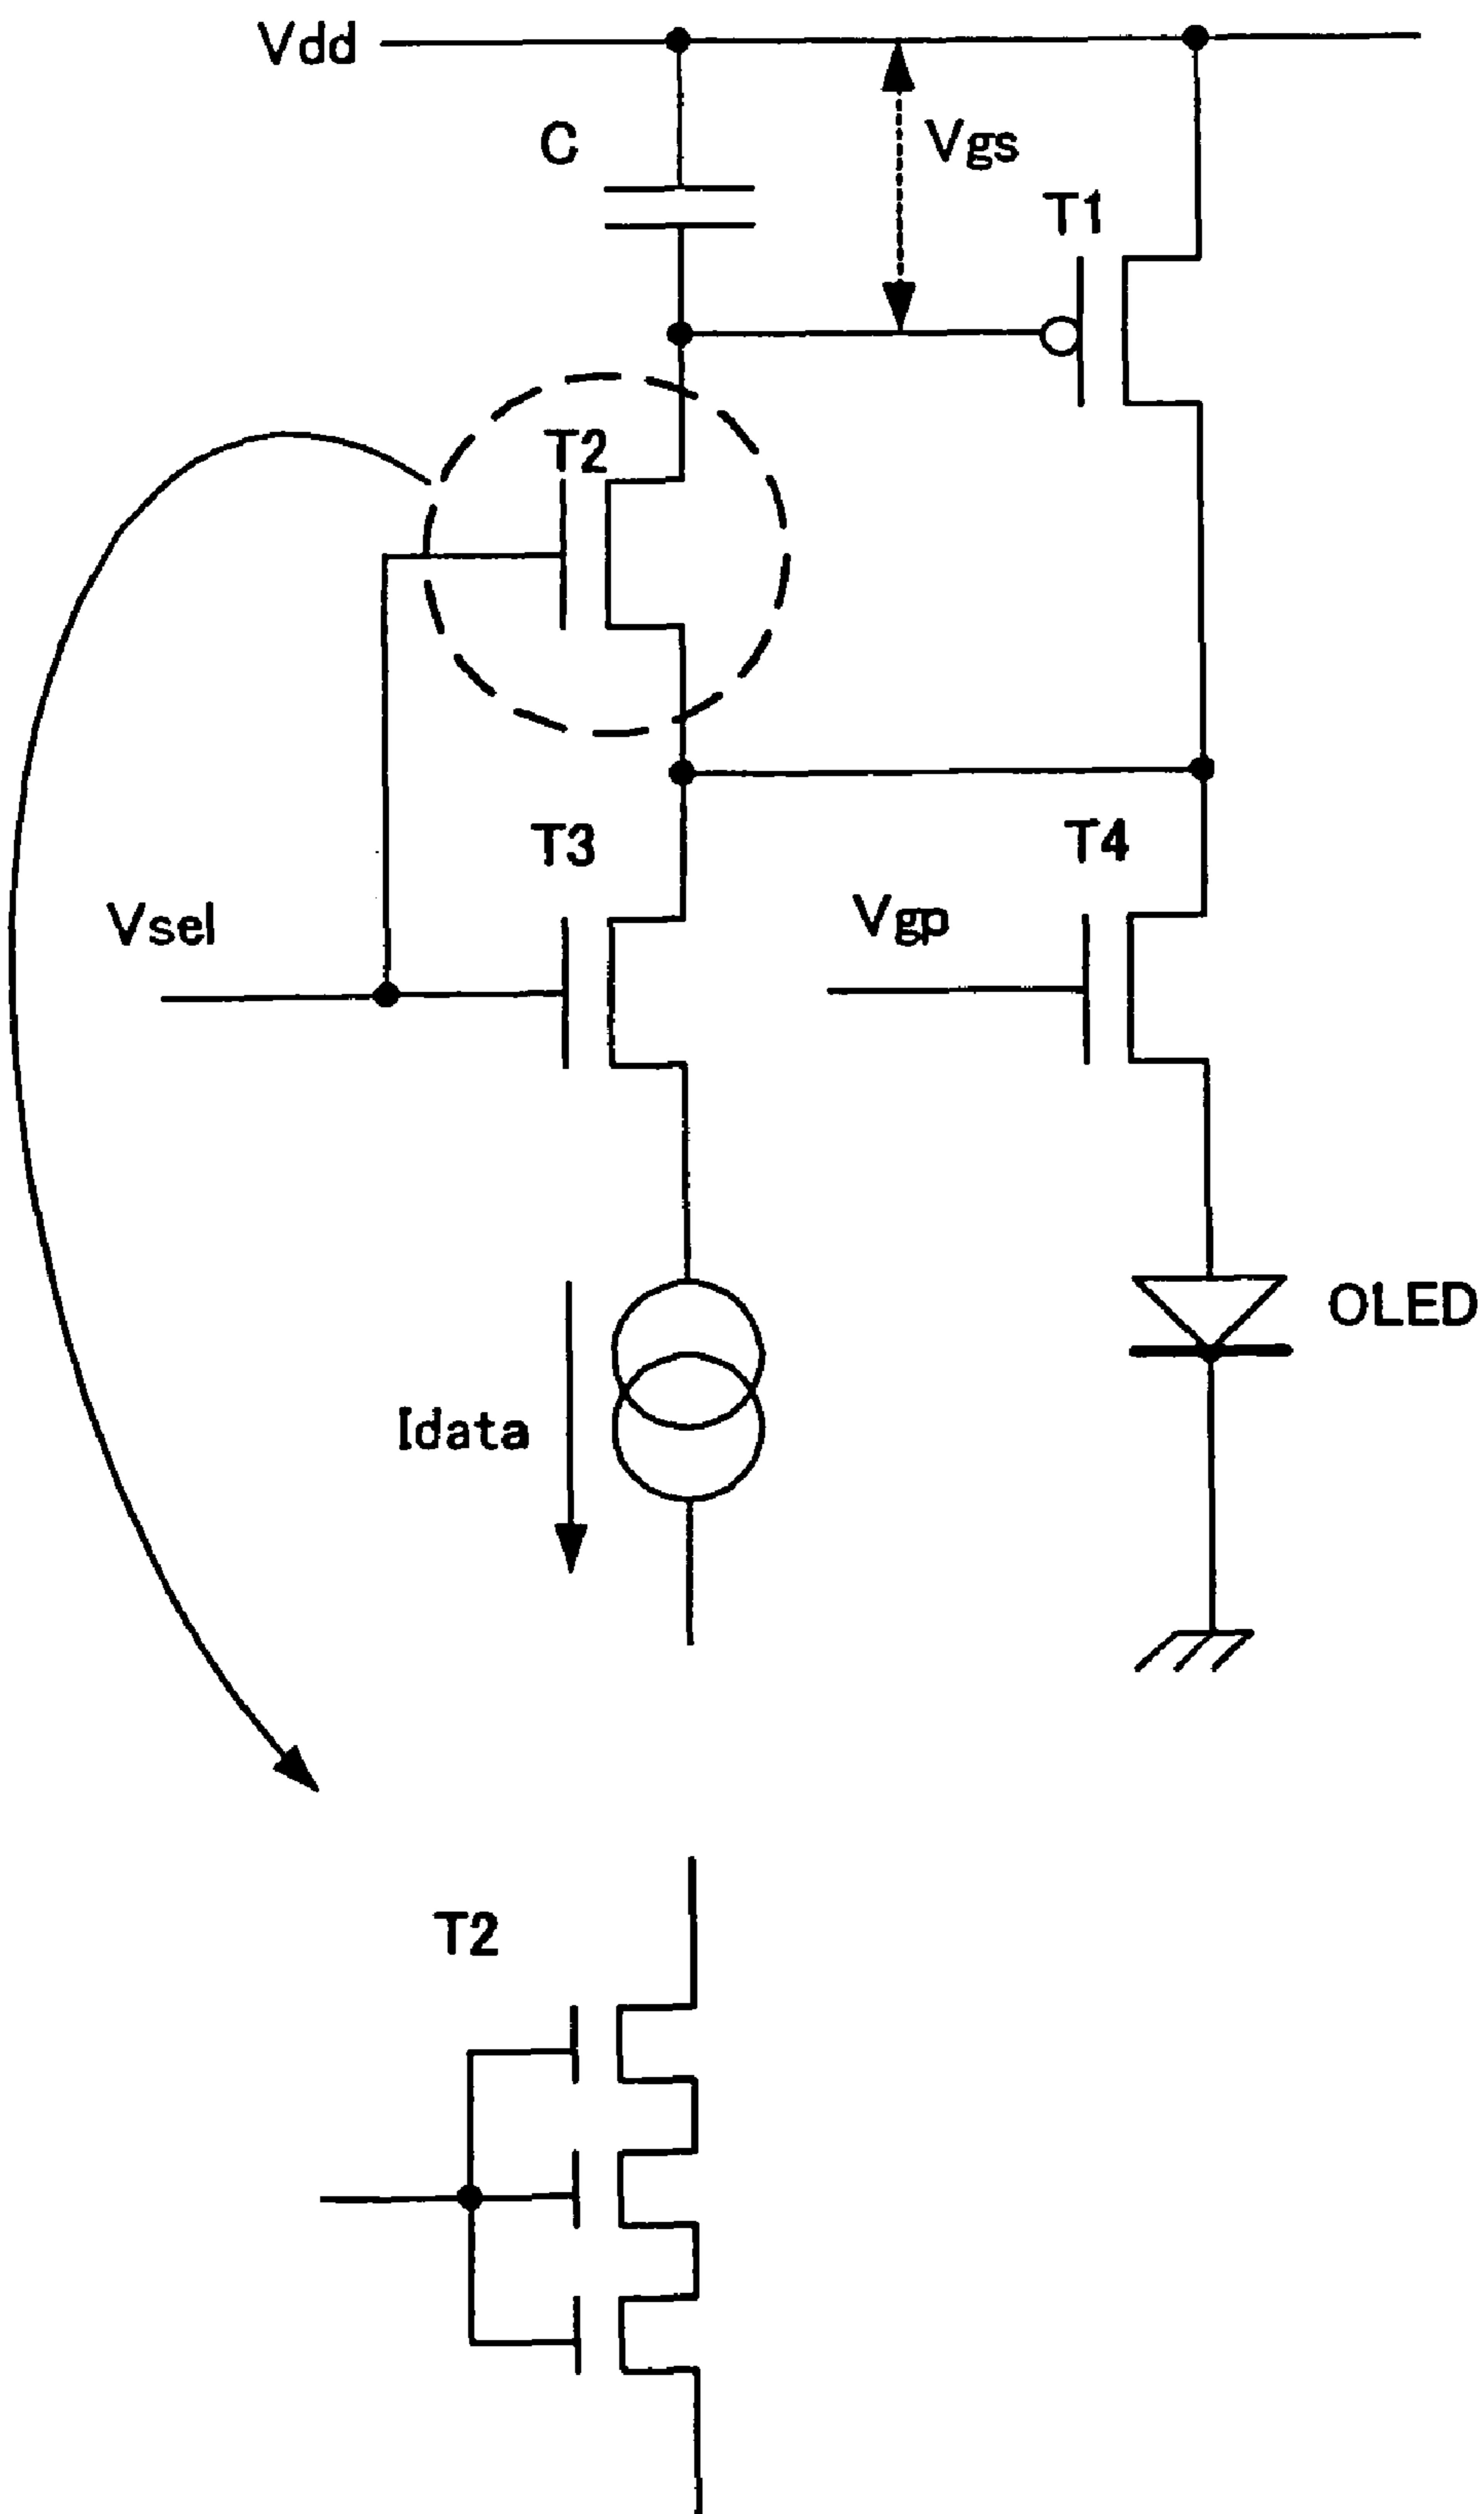 Vdd
C
Vgs
T1
T2
T3
T4
Vsel
Vgp
OLED
Idata
T2